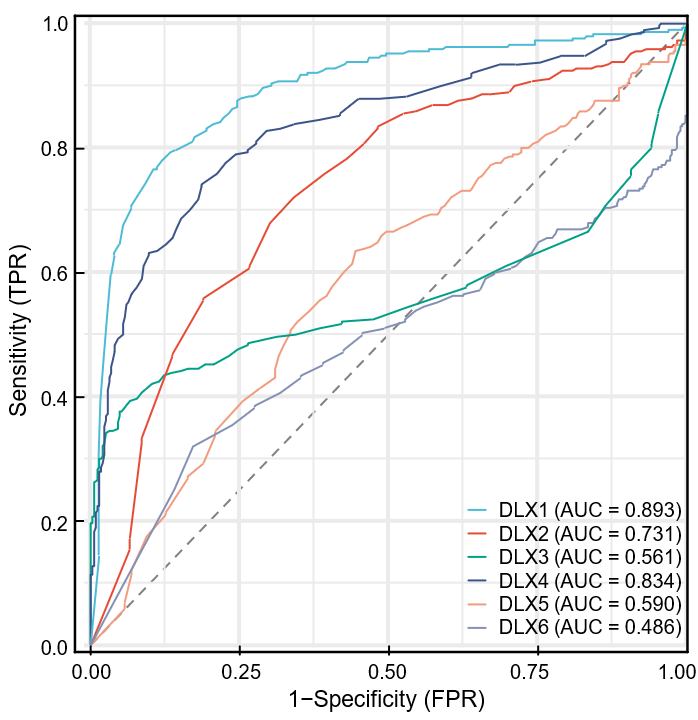 1.0
0.8
0.6
0.4
0.2
0.0
Sensitivity (TPR)
DLX1 (AUC = 0.893)
DLX2 (AUC = 0.731)
DLX3 (AUC = 0.561)
DLX4 (AUC = 0.834)
DLX5 (AUC = 0.590)
DLX6 (AUC = 0.486)
0.00 0.25 0.50 0.75 1.00
1−Specificity (FPR)